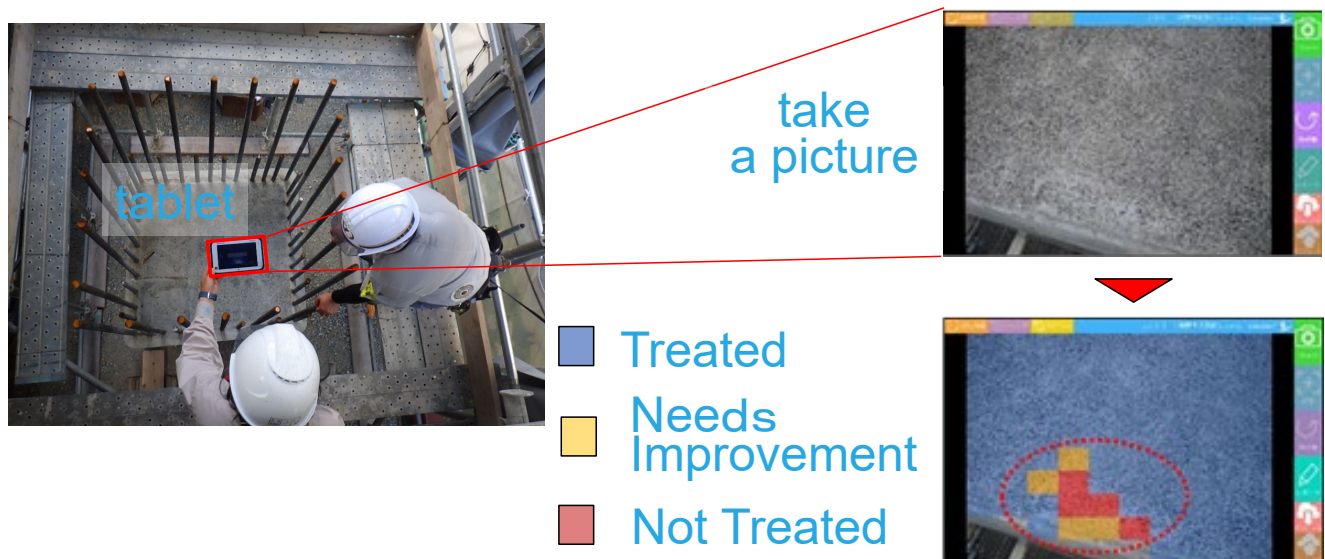 tablet
take
a picture
Treated
Needs
Improvement
Not Treated